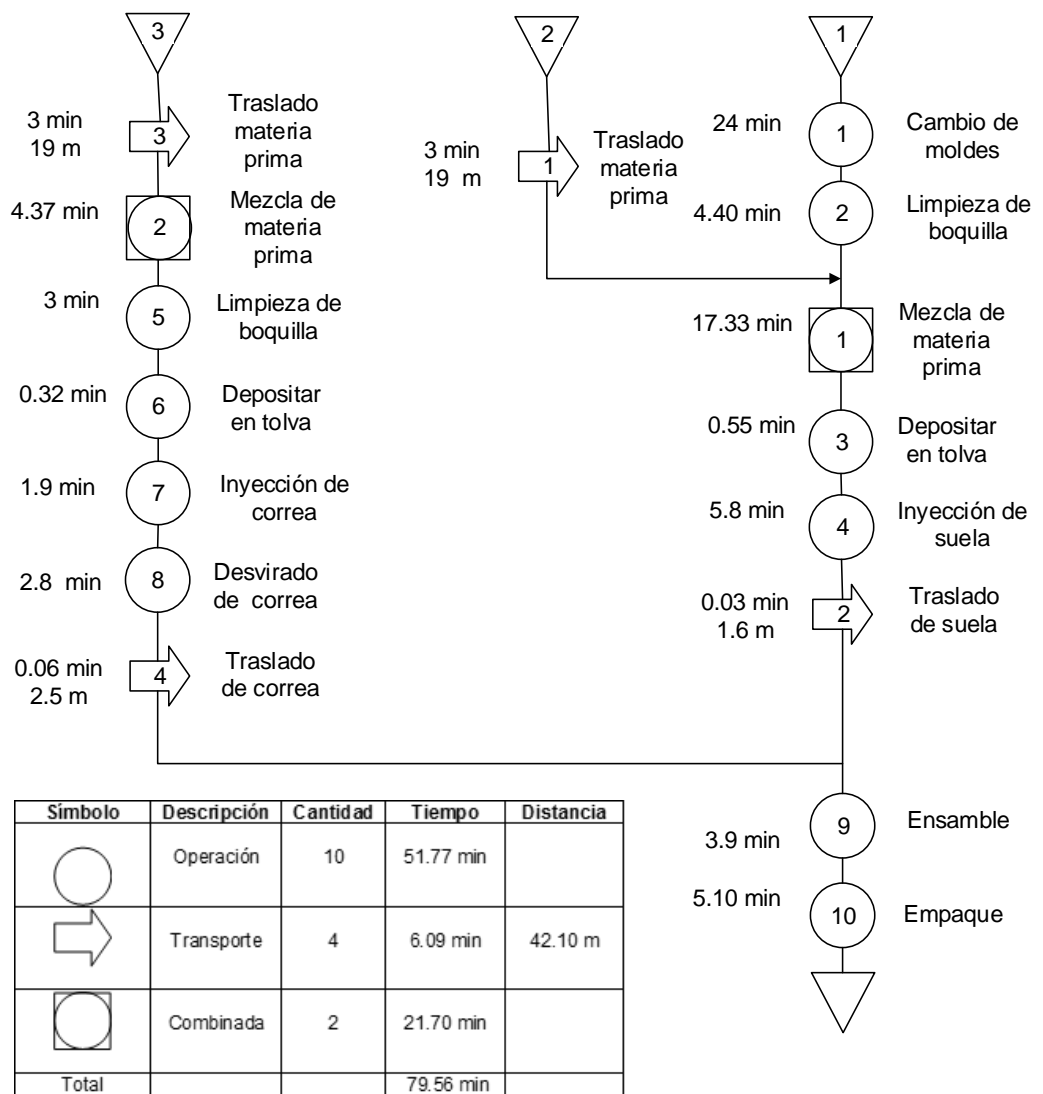 3
3 min
19 m
3
Traslado
materia
prima
4.37 min
2
Mezcla de
materia
prima
3 min
5
Limpieza de
boquilla
0.32 min
6
Depositar
en tolva
1.9 min
7
Inyección de
correa
2.8 min
8
Desvirado
de correa
0.06 min
2.5 m
4
Traslado
de correa
2
3 min
19 m
1
Traslado
materia
prima
1
24 min
1
Cambio de
moldes
4.40 min
2
Limpieza de
boquilla
17.33 min
1
Mezcla de
materia
prima
0.55 min
3
Depositar
en tolva
5.8 min
4
Inyección de
suela
0.03 min
1.6 m
2
Traslado
de suela
3.9 min
9
Ensamble
5.10 min
10
Empaque
Símbolo Descripción Cantidad Tiempo Distancia
Operación 10 51.77 min
Transporte 4 6.09 min 42.10 m
Combinada 2 21.70 min
Total 79.56 min